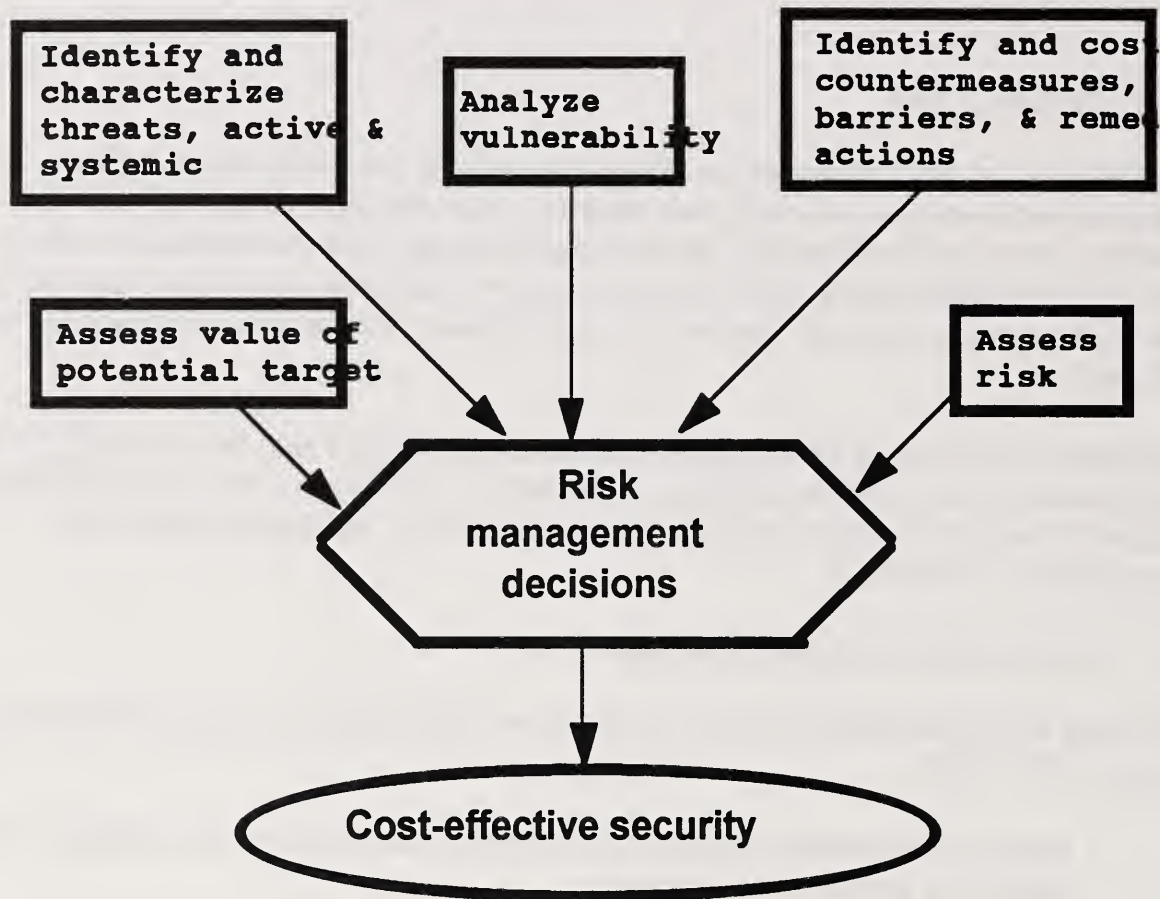 Identify and
characterize
threats, active &
systemic
Analyze
vulnerability
Identify and cost
countermeasures,
barriers, & remed
actions
Assess value of
potential target
Assess
risk
Risk
management
decisions
Cost-effective security